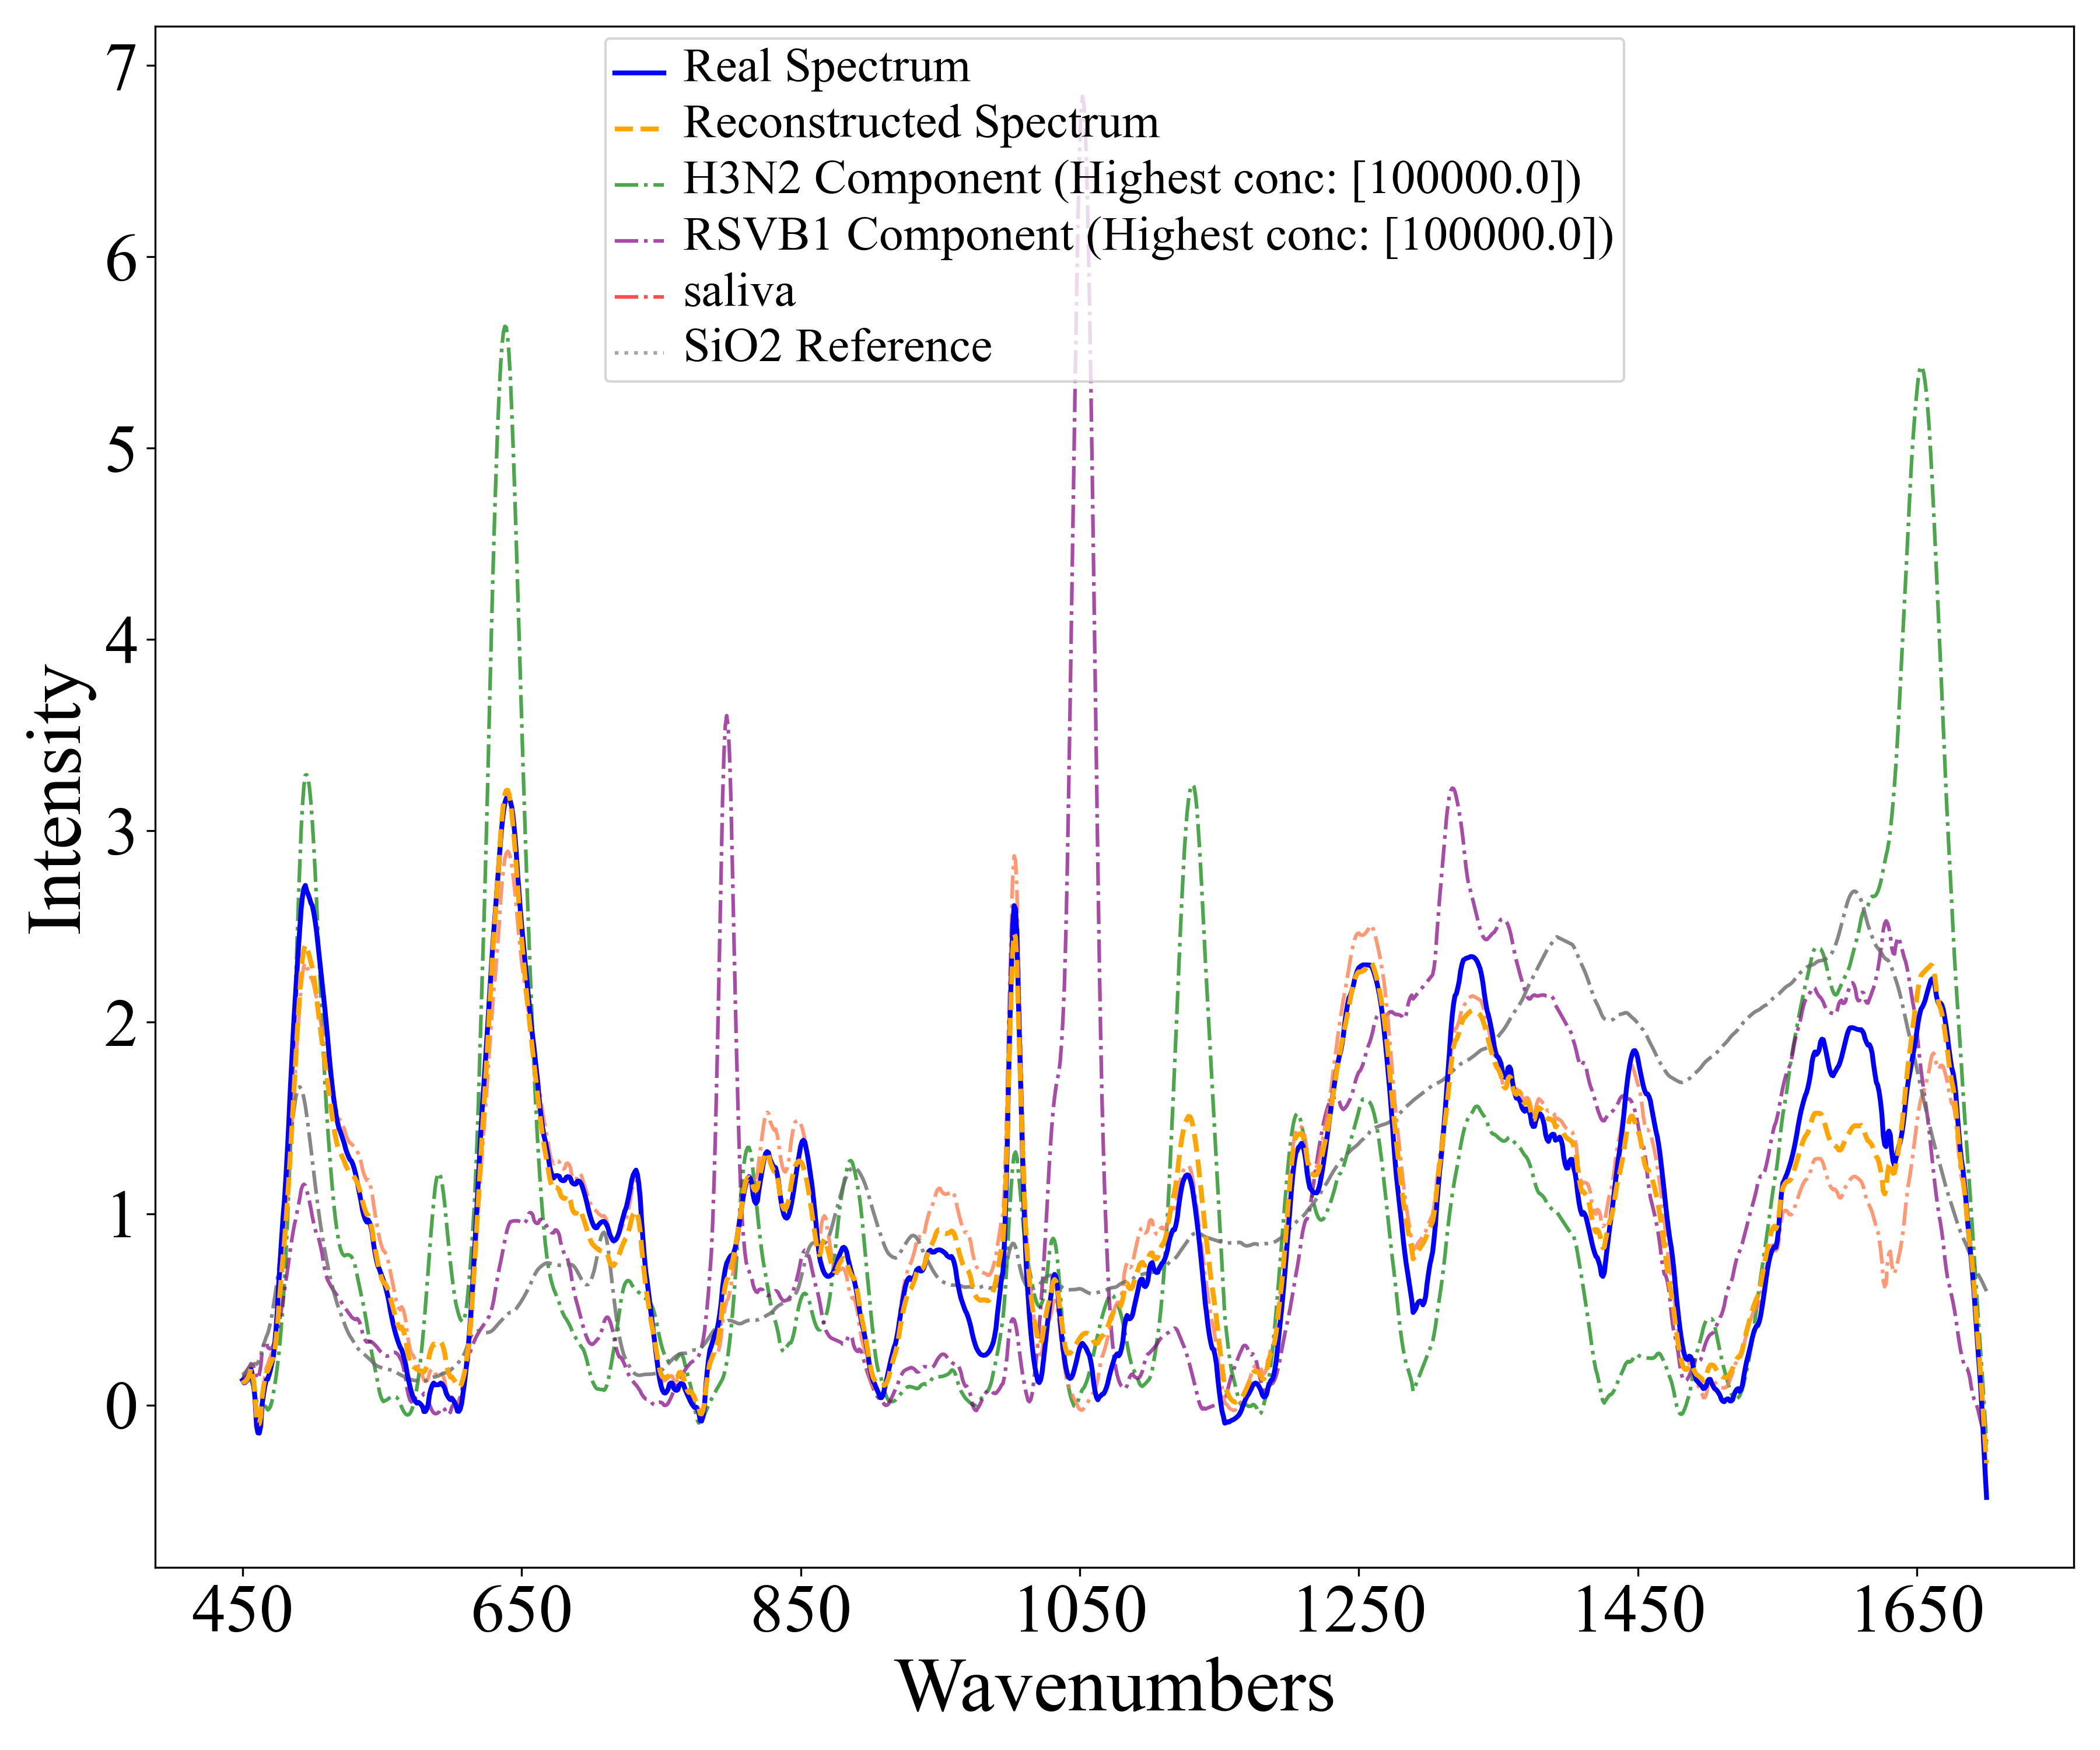 Real Spectrum
Reconstructed Spectrum
H3N2 Component (Highest conc: [100000.0])
RSVB1 Component (Highest conc: [100000.0])
saliva
SiO2 Reference
7
6
5
4
3
2
1
0
Intensity
450 650 850 1050 1250 1450 1650
Wavenumbers